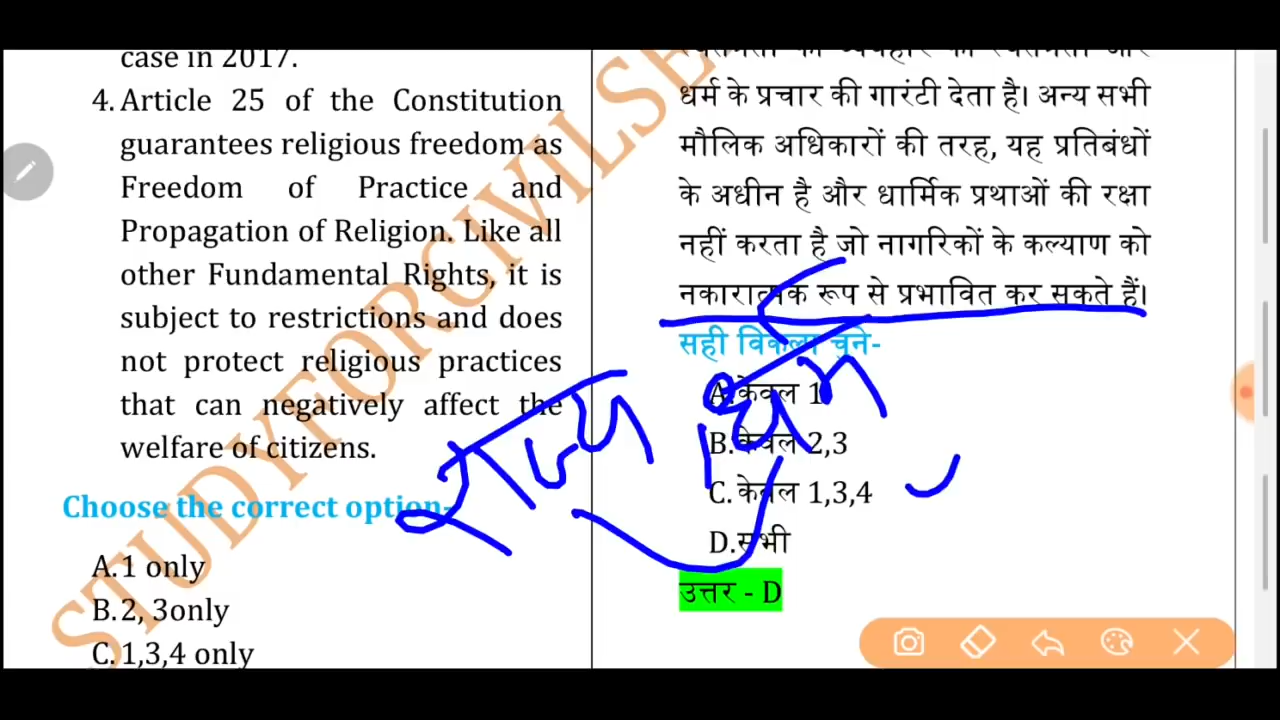 case in 2017.
4. Article 25 of the Constitution
guarantees religious freedom as
Freedom of Practice and
Propagation of Religion. Like all
other Fundamental Rights, it is
subject to restrictions and does
not protect religious practices
that can negatively affect the
welfare of citizens.
Choose the correct option-
A. 1 only
B. 2, 3only
C. 1,3,4 only
धर्म के प्रचार की गारंटी देता है। अन्य सभी
मौलिक अधिकारों की तरह, यह प्रतिबंधों
के अधीन है और धार्मिक प्रथाओं की रक्षा
नहीं करता है जो नागरिकों के कल्याण को
नकारात्मक रूप से प्रभावित कर सकते हैं।
सही विकल्प चुने-
A. केवल 1
B. केवल 2,3
C. केवल 1,3,4
D. सभी
उत्तर - D
STUDYFORCIVILSE